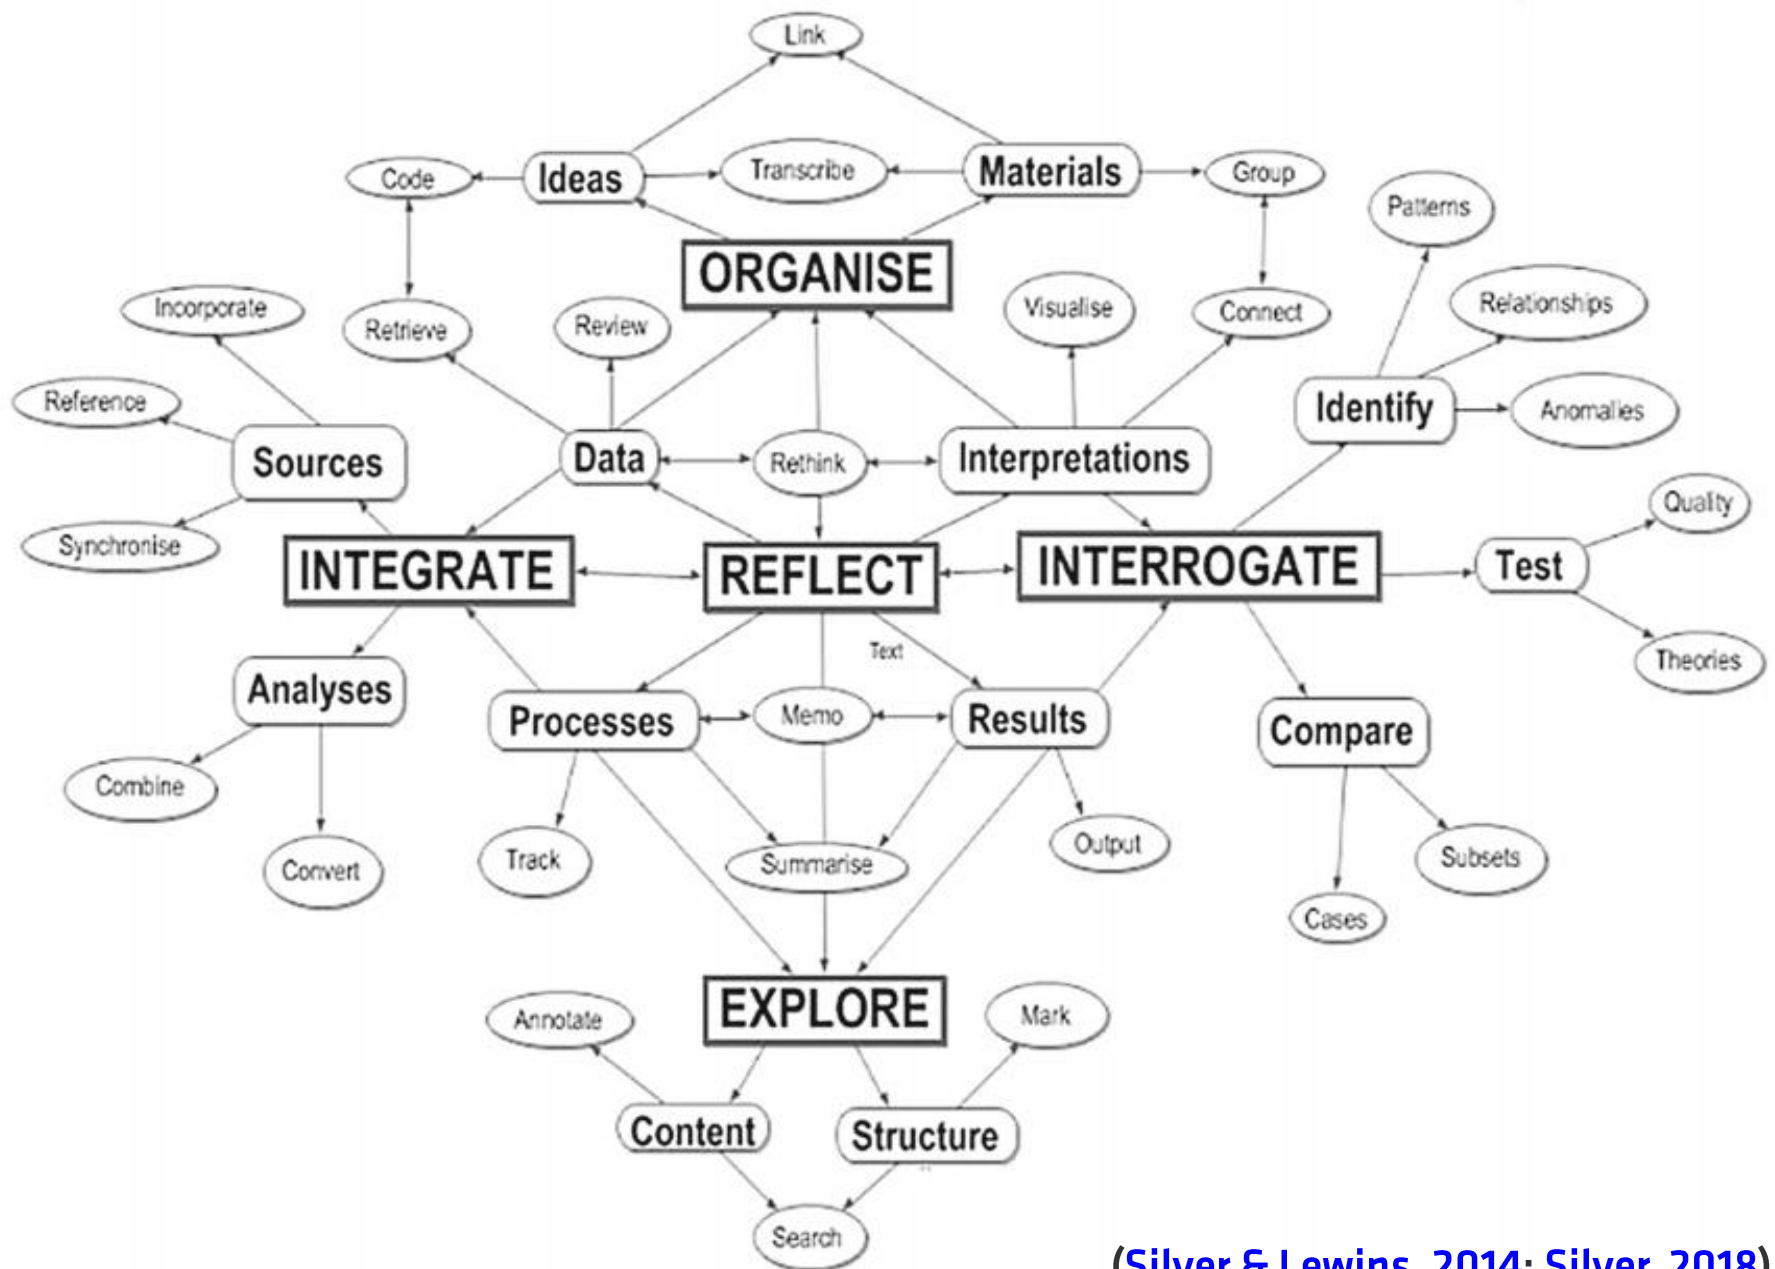 Link
Code
Ideas
Transcribe
Materials
Group
Patterns
ORGANISE
Incorporate
Retrieve
Review
Visualise
Connect
Relationships
Reference
Sources
Data
Rethink
Interpretations
Identify
Anomalies
Synchronise
INTEGRATE
REFLECT
INTERROGATE
Test
Quality
Text
Theories
Analyses
Processes
Memo
Results
Compare
Combine
Convert
Track
Summarise
Output
Subsets
Cases
EXPLORE
Annotate
Mark
Content
Structure
Search
(Silver & Lewins, 2014; Silver, 2018)